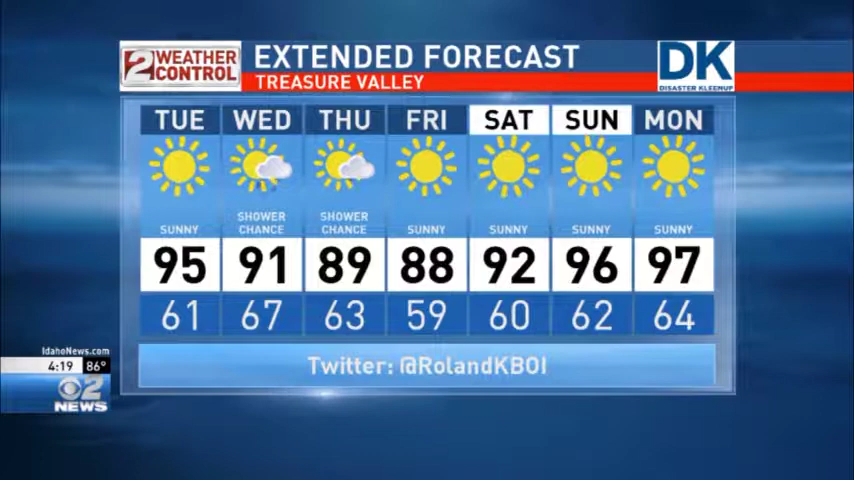 2 WEATHER CONTROL
EXTENDED FORECAST
TREASURE VALLEY
DK
DISASTER KLEENUP
TUE WED THU FRI SAT SUN MON
SUNNY SHOWER CHANCE SHOWER CHANCE SUNNY SUNNY SUNNY SUNNY
95 91 89 88 92 96 97
61 67 63 59 60 62 64
Twitter: @RolandKBOI
IdahoNews.com
4:19 86°
2
NEWS